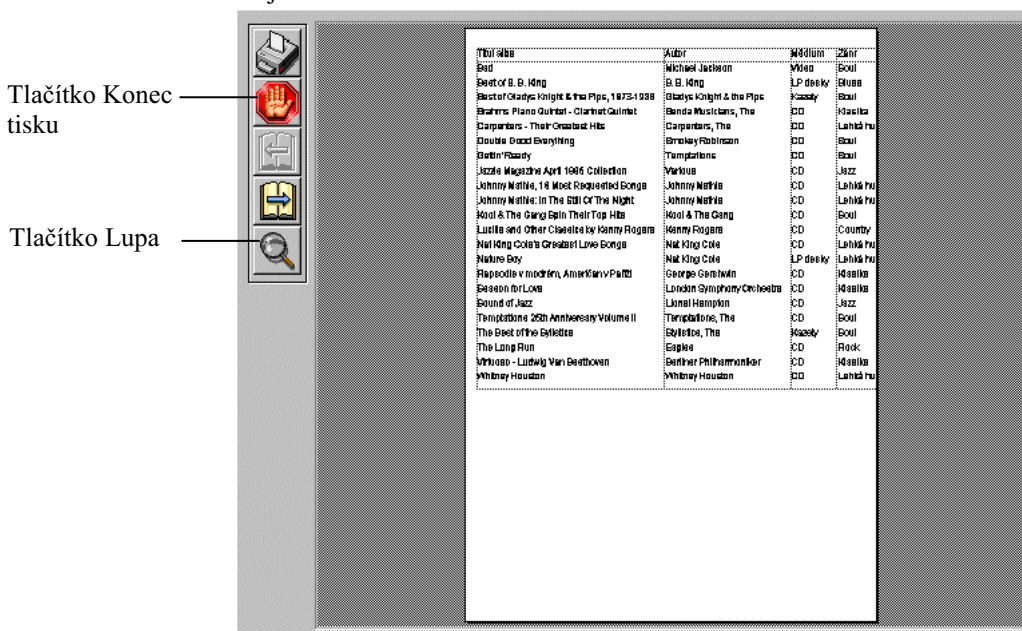 Tlačítko Konec
tisku
Tlačítko Lupa
Titul alba Autor Médium Žánr
Bad Michael Jackson Video Soul
Best of B. B. King B. B. King LP desky Blues
Best of Gladys Knight & the Pips, Gladys Knight & the Pips Kazety Soul
Brahms Piano Quintet - Clarinet Quintet Benda Musicians, The CD Klasika
Carpenters - Their Greatest Hits Carpenters, The CD Lehká hu
Double Good Everything Smokey Robinson CD Soul
Gettin' Ready Temptations CD Soul
Magazine April Collection Various CD Jazz
Johnny Mathis, 16 Most Requested Songs Johnny Mathis CD Lehká hu
Johnny Mathis: In The Still Of The Night Johnny Mathis CD Lehká hu
Kool & The Gang Spin Their Top Hits Kool & The Gang CD Soul
Lucille and Other Classics by Kenny Rogers Kenny Rogers CD Country
Nat King Cole's Greatest Love Songs Nat King Cole CD Lehká hu
Nature Boy Nat King Cole LP desky Lehká hu
Rapsodie v modrém, Američan v Paříži George Gershwin CD Klasika
Season for Love London Symphony Orchestra CD Klasika
Sound of Jazz Lionel Hampton CD Jazz
Temptations 25th Anniversary Volume II Temptations, The CD Soul
The Best of the Stylistics Stylistics, The Kazety Soul
The Long Run Eagles CD Rock
Virtuoso - Ludwig Van Beethoven Berliner Philharmoniker CD Klasika
Whitney Houston Whitney Houston CD Lehká hu